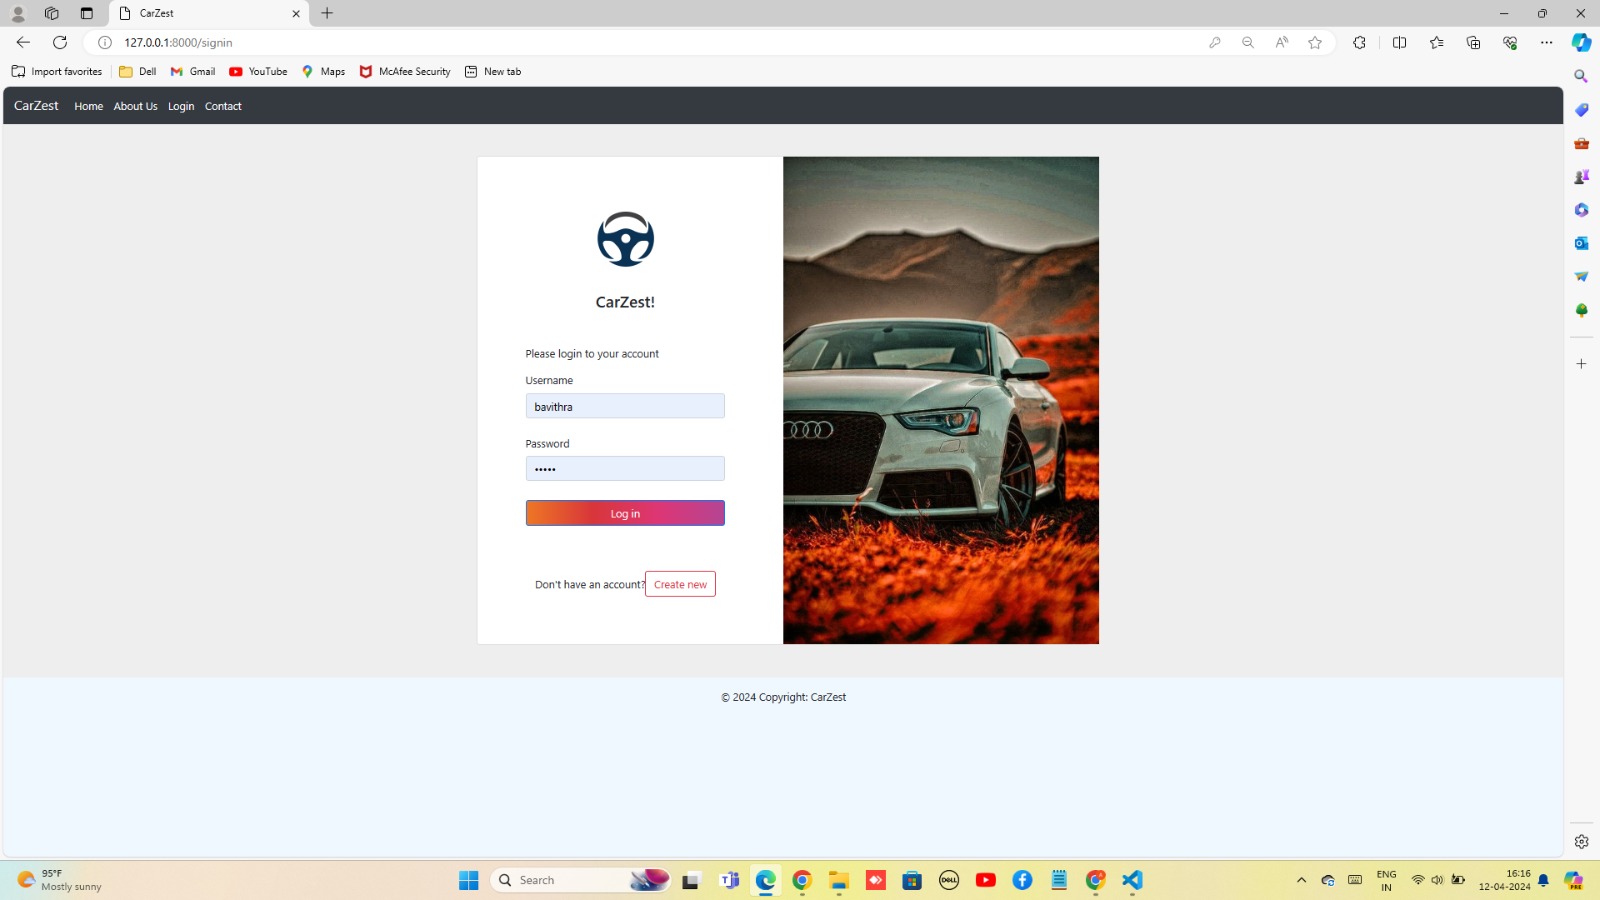 CarZest
127.0.0.1:8000/signin
Import favorites Dell Gmail YouTube Maps McAfee Security New tab
CarZest Home About Us Login Contact
CarZest!
Please login to your account
Username
bavithra
Password
•••••
Log in
Don't have an account? Create new
© 2024 Copyright: CarZest
95°F
Mostly sunny
Search
DELL
ENG
IN
16:16
12-04-2024
PRE